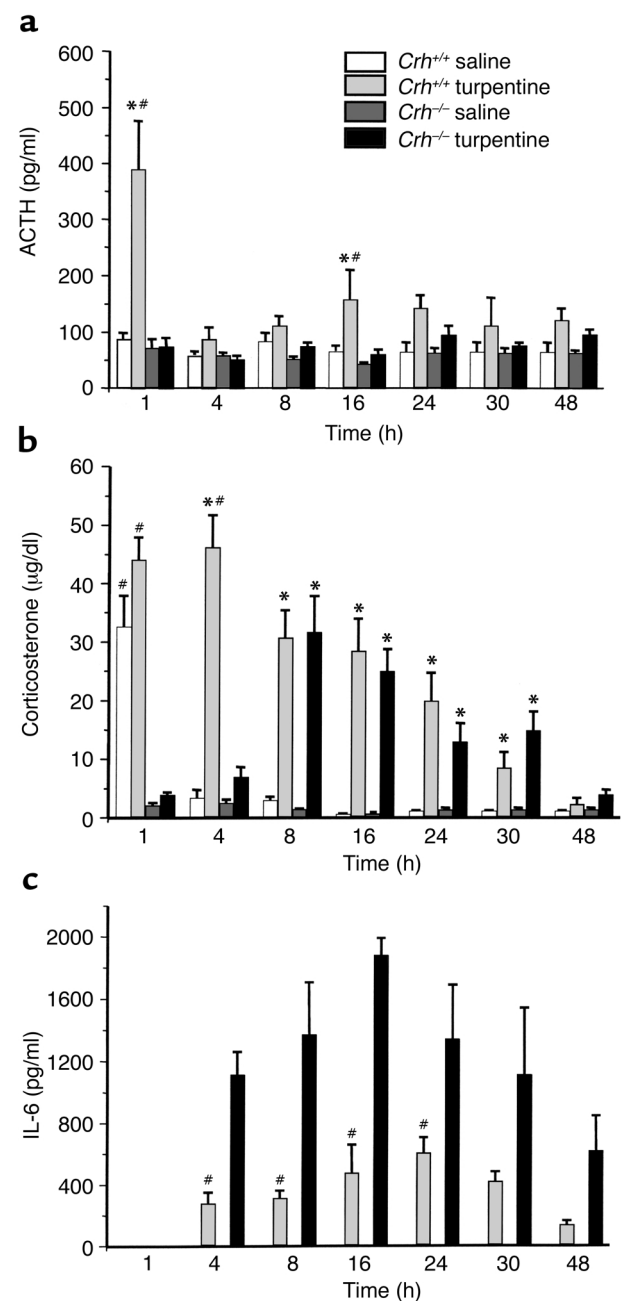 a
600
500
400
300
200
100
0
ACTH (pg/ml)
Crh+/+ saline
Crh+/+ turpentine
Crh–/– saline
Crh–/– turpentine
*#
*#
1 4 8 16 24 30 48
Time (h)
b
60
50
40
30
20
10
0
Corticosterone (µg/dl)
# # *# * * * * * * * *
1 4 8 16 24 30 48
Time (h)
c
2000
1600
1200
800
400
0
IL-6 (pg/ml)
# # # #
1 4 8 16 24 30 48
Time (h)